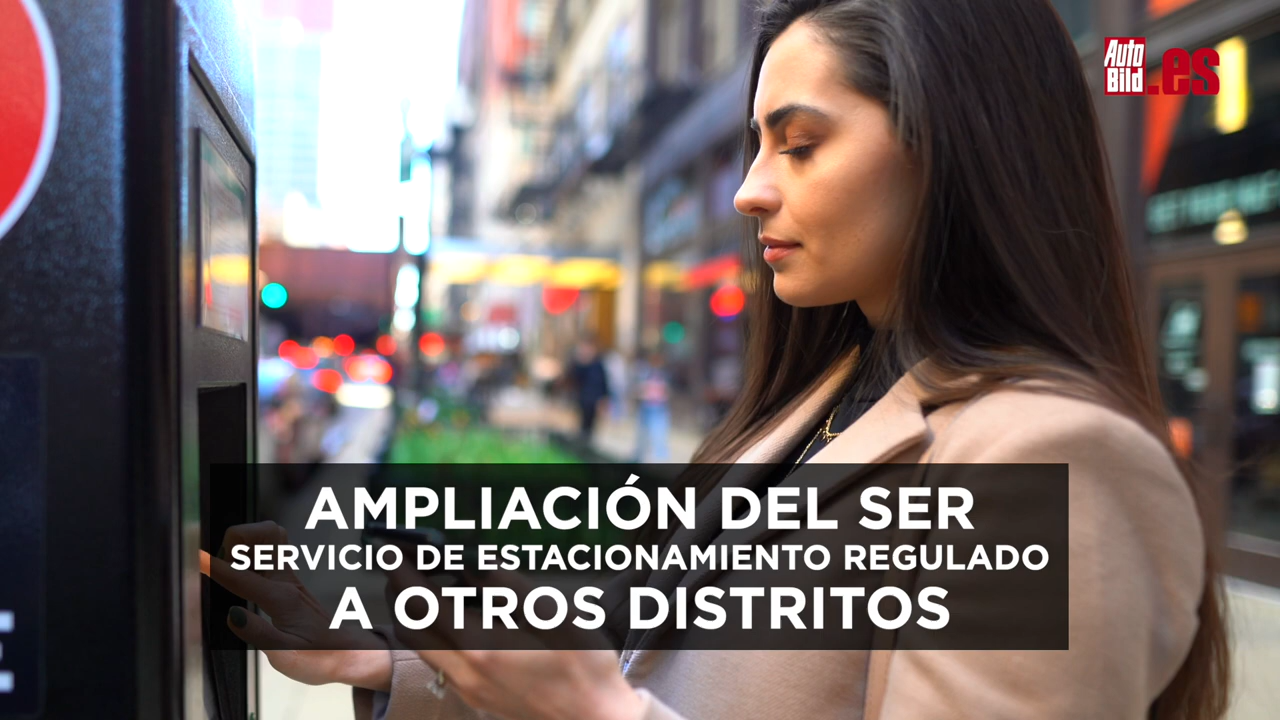 Auto
Bild
.es
AMPLIACIÓN DEL SER
SERVICIO DE ESTACIONAMIENTO REGULADO
A OTROS DISTRITOS